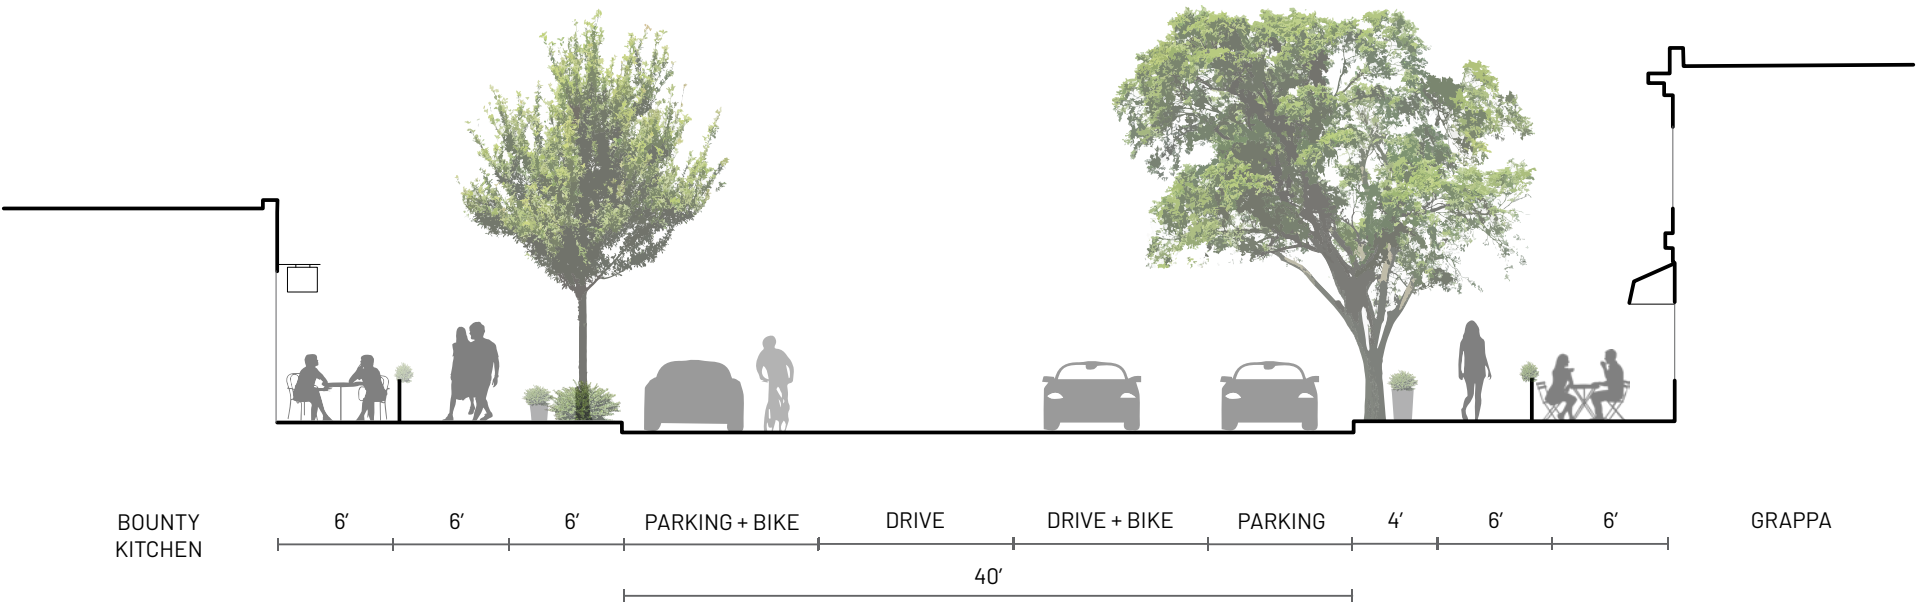 BOUNTY
KITCHEN
6′
6′
6′
PARKING + BIKE
DRIVE
DRIVE + BIKE
PARKING
4′
6′
6′
GRAPPA
40′